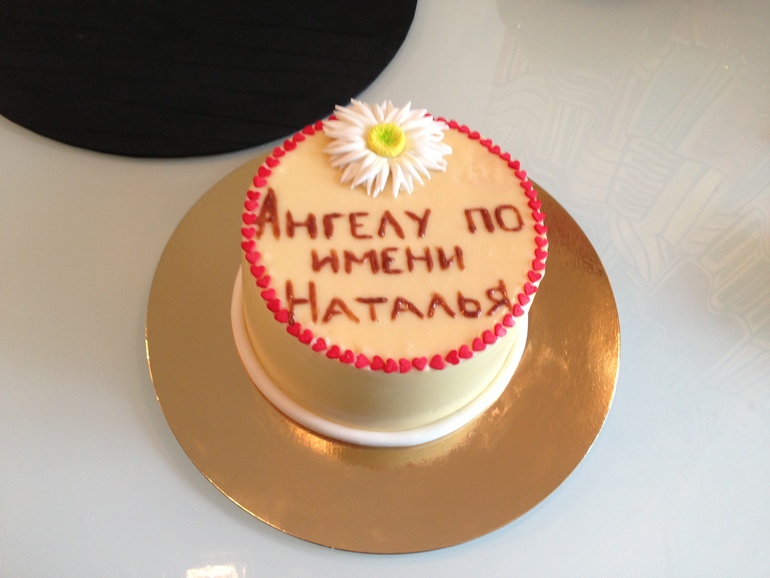 Ангелу по
имени
Наталья